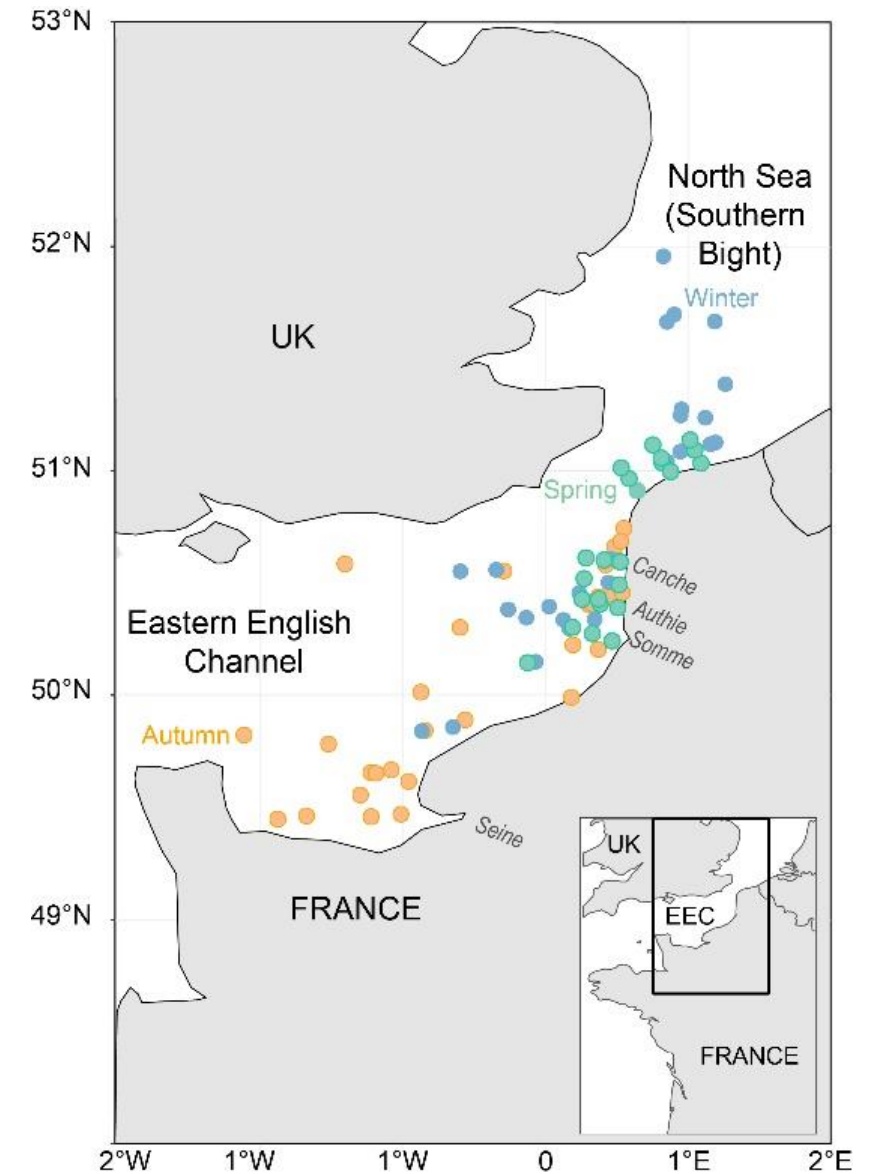 53°N
North Sea
(Southern
Bight)
52°N
Winter
UK
51°N
Spring
Canche
Authie
Somme
Eastern English
Channel
50°N
Autumn
Seine
UK
EEC
49°N
FRANCE
FRANCE
2°W 1°W 1°W 0 1°E 2°E